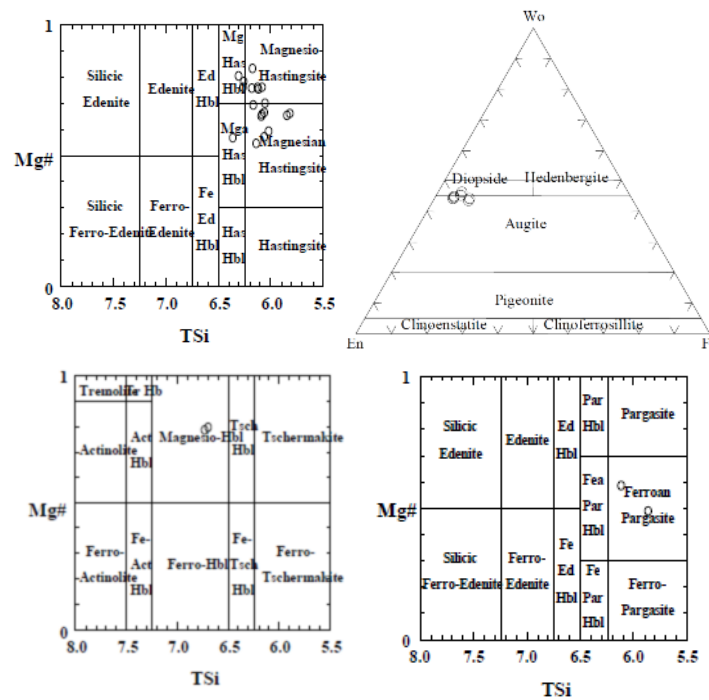 1
Mg#
0
Silicic
Edenite
Edenite
Ed
Hbl
Mg
Has
Hbl
Magnesio-
Hastingsite
Mga
Has
Hbl
Magnesian
Hastingsite
Silicic
Ferro-Edenite
Ferro-
Edenite
Fe
Ed
Hbl
Has
Hbl
Hastingsite
8.0 7.5 7.0 6.5 6.0 5.5
TSi
Wo
Diopside Hedenbergite
Augite
Pigeonite
Clinoenstatite Clinoferrosillite
En
1
Mg#
0
Tremolite
Tr Hb
Actinolite
Act
Hbl
Magnesio-Hbl
Tsch
Hbl
Tschermakite
Ferro-
Actinolite
Fe-
Act
Hbl
Ferro-Hbl
Fe-
Tsch
Hbl
Ferro-
Tschermakite
8.0 7.5 7.0 6.5 6.0 5.5
TSi
1
Mg#
0
Silicic
Edenite
Edenite
Ed
Hbl
Par
Hbl
Pargasite
Fea
Par
Hbl
Ferroan
Pargasite
Silicic
Ferro-Edenite
Ferro-
Edenite
Fe
Ed
Hbl
Fe
Par
Hbl
Ferro-
Pargasite
8.0 7.5 7.0 6.5 6.0 5.5
TSi